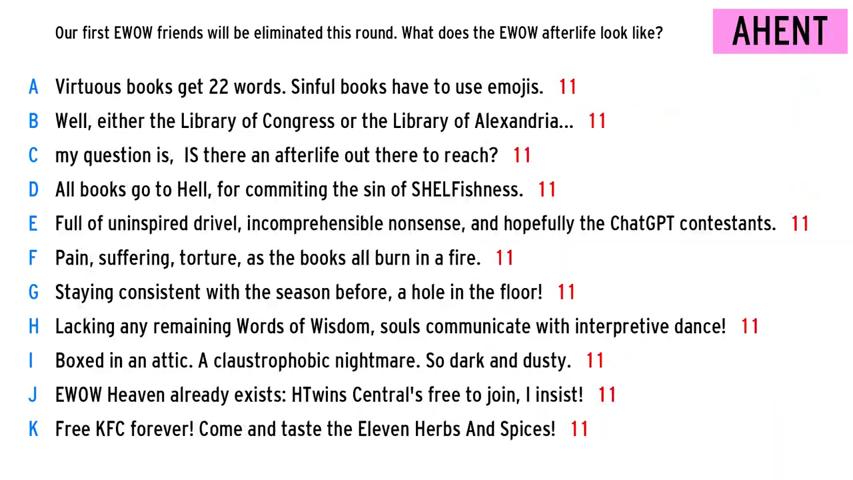 Our first EWOW friends will be eliminated this round. What does the EWOW afterlife look like?
AHENT
A Virtuous books get 22 words. Sinful books have to use emojis. 11
B Well, either the Library of Congress or the Library of Alexandria... 11
C my question is, IS there an afterlife out there to reach? 11
D All books go to Hell, for commiting the sin of SHELFishness. 11
E Full of uninspired drivel, incomprehensible nonsense, and hopefully the ChatGPT contestants. 11
F Pain, suffering, torture, as the books all burn in a fire. 11
G Staying consistent with the season before, a hole in the floor! 11
H Lacking any remaining Words of Wisdom, souls communicate with interpretive dance! 11
I Boxed in an attic. A claustrophobic nightmare. So dark and dusty. 11
J EWOW Heaven already exists: HTwins Central's free to join, I insist! 11
K Free KFC forever! Come and taste the Eleven Herbs And Spices! 11